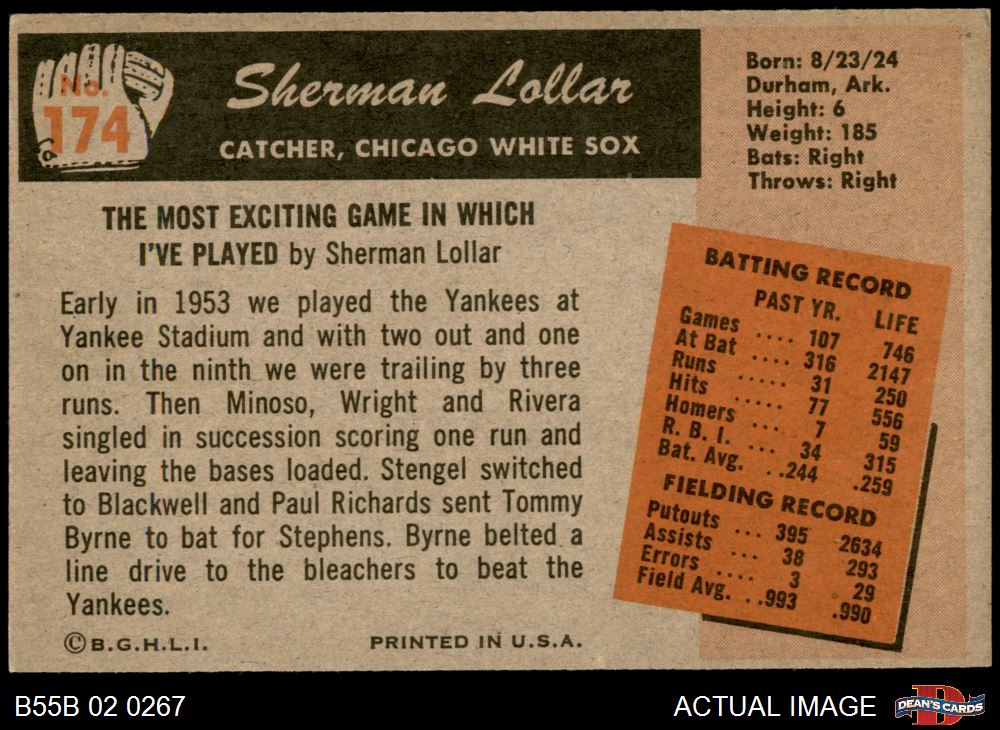 No.
174
Sherman Lollar
CATCHER, CHICAGO WHITE SOX
Born: 8/23/24
Durham, Ark.
Height: 6
Weight: 185
Bats: Right
Throws: Right
THE MOST EXCITING GAME IN WHICH
I'VE PLAYED by Sherman Lollar
Early in 1953 we played the Yankees at
Yankee Stadium and with two out and one
on in the ninth we were trailing by three
runs. Then Minoso, Wright and Rivera
singled in succession scoring one run and
leaving the bases loaded. Stengel switched
to Blackwell and Paul Richards sent Tommy
Byrne to bat for Stephens. Byrne belted a
line drive to the bleachers to beat the
Yankees.
©B.G.H.L.I. PRINTED IN U.S.A.
BATTING RECORD
PAST YR. LIFE
Games .... 107 746
At Bat .... 316 2147
Runs ..... 31 250
Hits ..... 77 556
Homers 7 59
R. B. I. ... 34 315
Bat. Avg. .244 .259
FIELDING RECORD
Putouts ... 395 2634
Assists ... 38 293
Errors .... 3 29
Field Avg. ..993 .990
B55B 02 0267
ACTUAL IMAGE
D
DEAN'S CARDS